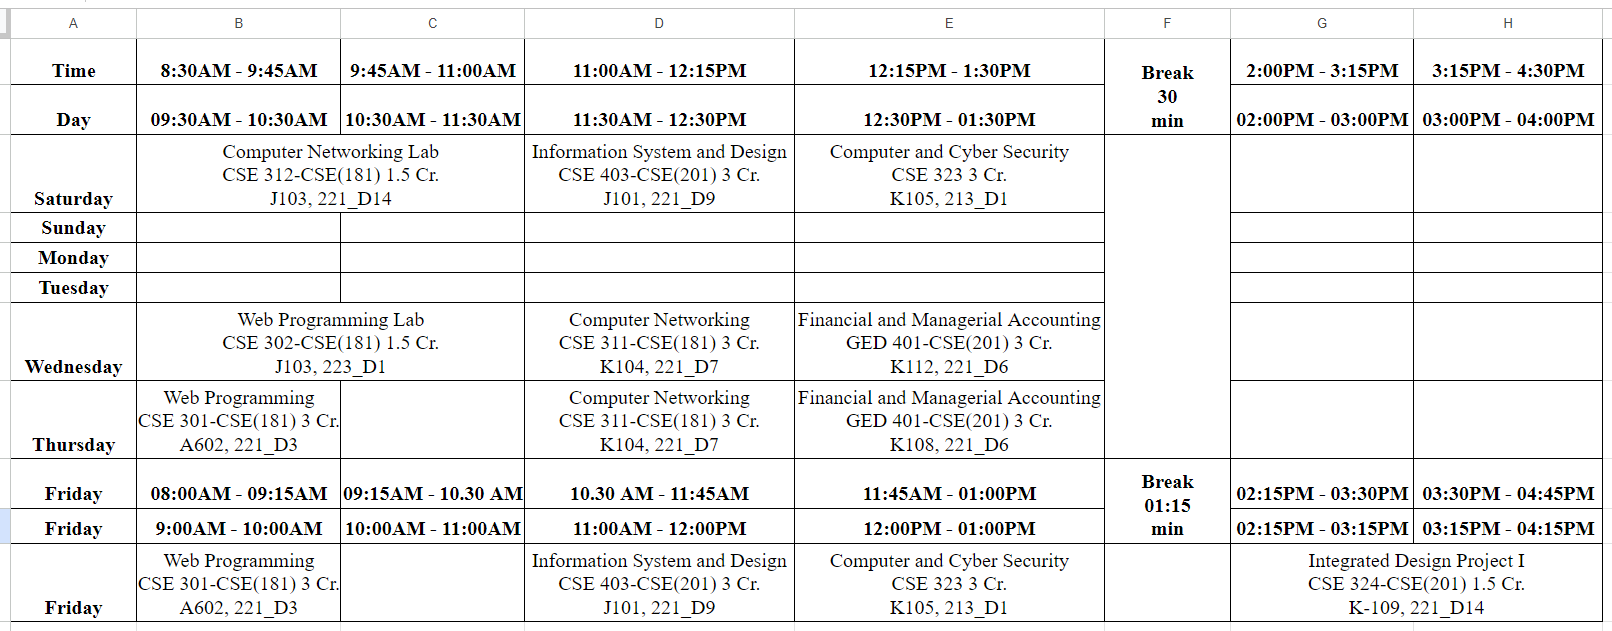 A B C D E F G H
Time 8:30AM - 9:45AM 9:45AM - 11:00AM 11:00AM - 12:15PM 12:15PM - 1:30PM Break 30 min 2:00PM - 3:15PM 3:15PM - 4:30PM
Day 09:30AM - 10:30AM 10:30AM - 11:30AM 11:30AM - 12:30PM 12:30PM - 01:30PM 02:00PM - 03:00PM 03:00PM - 04:00PM
Saturday
Computer Networking Lab
CSE 312-CSE(181) 1.5 Cr.
J103, 221_D14
Information System and Design
CSE 403-CSE(201) 3 Cr.
J101, 221_D9
Computer and Cyber Security
CSE 323 3 Cr.
K105, 213_D1
Sunday
Monday
Tuesday
Wednesday
Web Programming Lab
CSE 302-CSE(181) 1.5 Cr.
J103, 223_D1
Computer Networking
CSE 311-CSE(181) 3 Cr.
K104, 221_D7
Financial and Managerial Accounting
GED 401-CSE(201) 3 Cr.
K112, 221_D6
Thursday
Web Programming
CSE 301-CSE(181) 3 Cr.
A602, 221_D3
Computer Networking
CSE 311-CSE(181) 3 Cr.
K104, 221_D7
Financial and Managerial Accounting
GED 401-CSE(201) 3 Cr.
K108, 221_D6
Friday 08:00AM - 09:15AM 09:15AM - 10.30 AM 10.30 AM - 11:45AM 11:45AM - 01:00PM Break 01:15 min 02:15PM - 03:30PM 03:30PM - 04:45PM
Friday 9:00AM - 10:00AM 10:00AM - 11:00AM 11:00AM - 12:00PM 12:00PM - 01:00PM 02:15PM - 03:15PM 03:15PM - 04:15PM
Friday
Web Programming
CSE 301-CSE(181) 3 Cr.
A602, 221_D3
Information System and Design
CSE 403-CSE(201) 3 Cr.
J101, 221_D9
Computer and Cyber Security
CSE 323 3 Cr.
K105, 213_D1
Integrated Design Project I
CSE 324-CSE(201) 1.5 Cr.
K-109, 221_D14